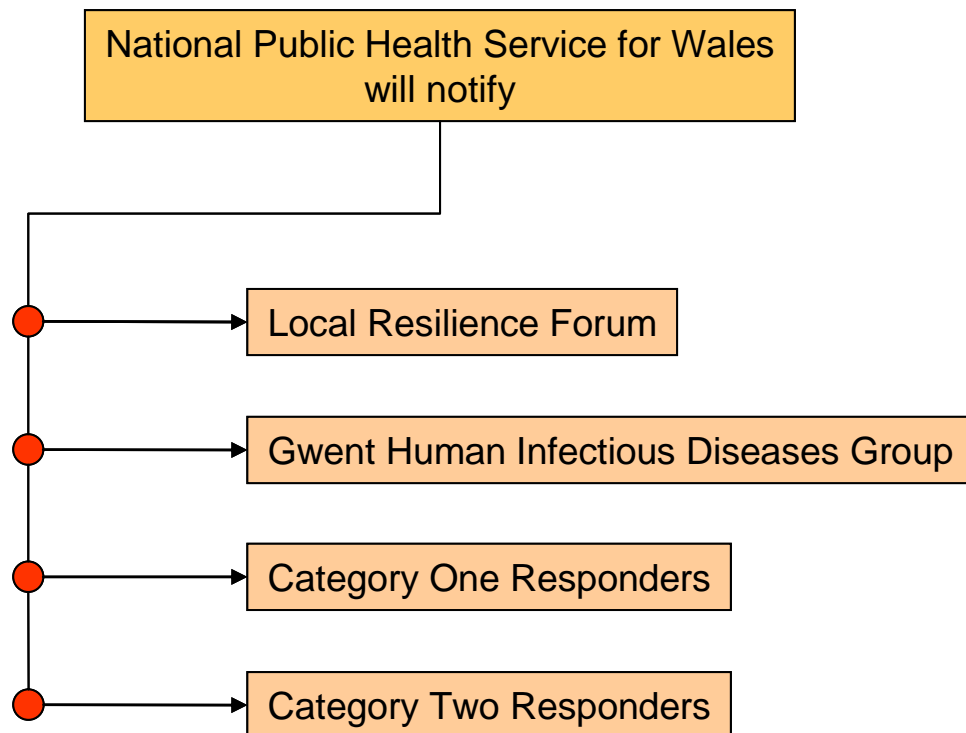 National Public Health Service for Wales
will notify
Local Resilience Forum
Gwent Human Infectious Diseases Group
Category One Responders
Category Two Responders